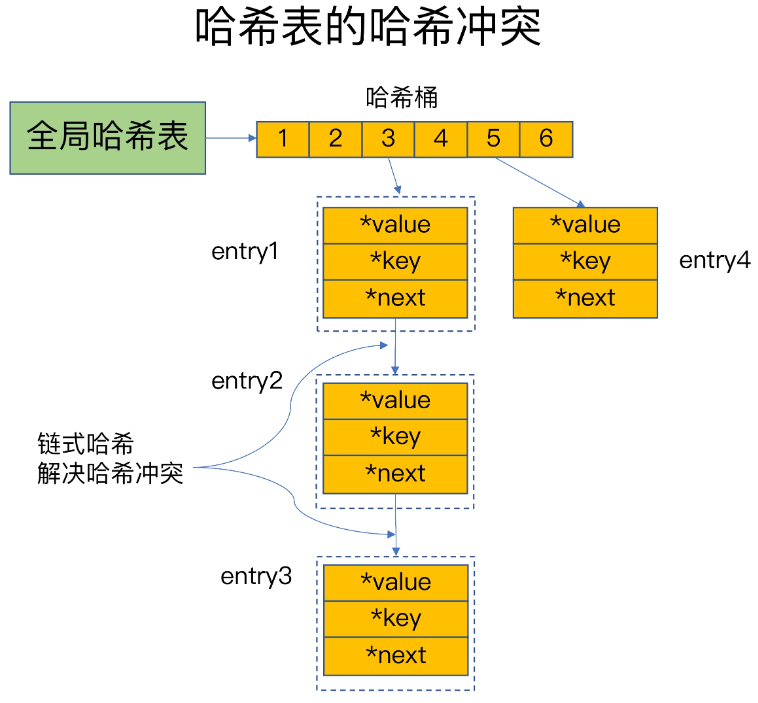 哈希表的哈希冲突
哈希桶
全局哈希表
1 2 3 4 5 6
entry1
*value
*key
*next
*value
*key
*next
entry4
entry2
*value
*key
*next
链式哈希
解决哈希冲突
entry3
*value
*key
*next